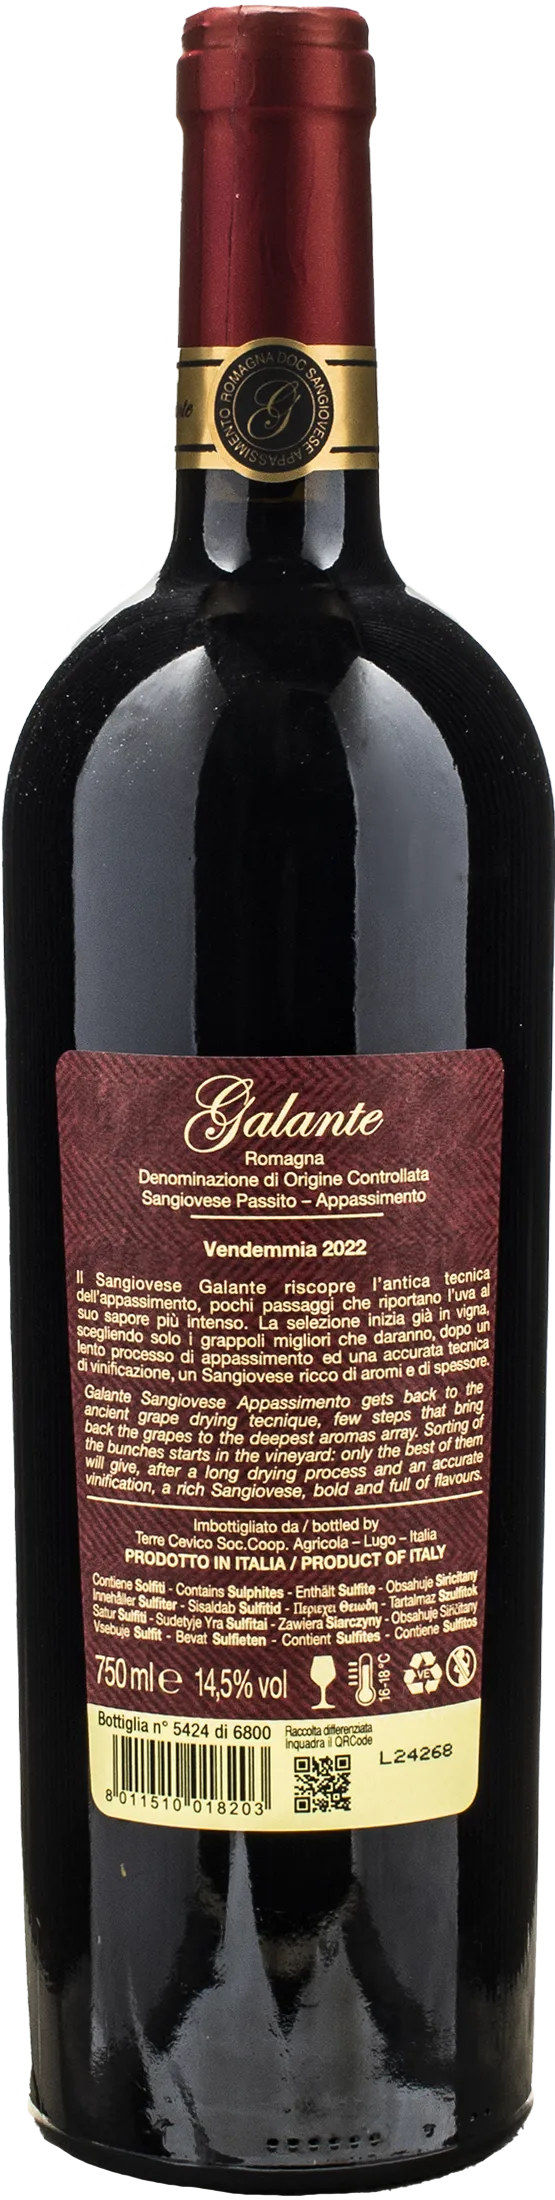 ROMAGNA DOC SANGIOVESE APPASSIMENTO
G
Galante
Romagna
Denominazione di Origine Controllata
Sangiovese Passito – Appassimento
Vendemmia 2022
Il Sangiovese Galante riscopre l'antica tecnica
dell'appassimento, pochi passaggi che riportano l'uva al
suo sapore più intenso. La selezione inizia già in vigna,
scegliendo solo i grappoli migliori che daranno, dopo un
lento processo di appassimento ed una accurata tecnica
di vinificazione, un Sangiovese ricco di aromi e di spessore.
Galante Sangiovese Appassimento gets back to the
ancient grape drying tecnique, few steps that bring
back the grapes to the deepest aromas array. Sorting of
the bunches starts in the vineyard: only the best of them
will give, after a long drying process and an accurate
vinification, a rich Sangiovese, bold and full of flavours.
Imbottigliato da / bottled by
Terre Cevico Soc.Coop. Agricola – Lugo – Italia
PRODOTTO IN ITALIA / PRODUCT OF ITALY
Contiene Solfiti - Contains Sulphites - Enthält Sulfite - Obsahuje Siricitany
Innehåller Sulfiter - Sisaldab Sulfitid - Περιεχει Θειωδη - Tartalmaz Szulfitok
Satur Sulfiti - Sudetyje Yra Sulfitai - Zawiera Siarczyny - Obsahuje Siřičitany
Vsebuje Sulfit - Bevat Sulfieten - Contient Sulfites - Contiene Sulfitos
750 ml e 14,5% vol
16-18°C
VE
Bottiglia n° 5424 di 6800
Raccolta differenziata
Inquadra il QRCode
L24268
8 011510 018203